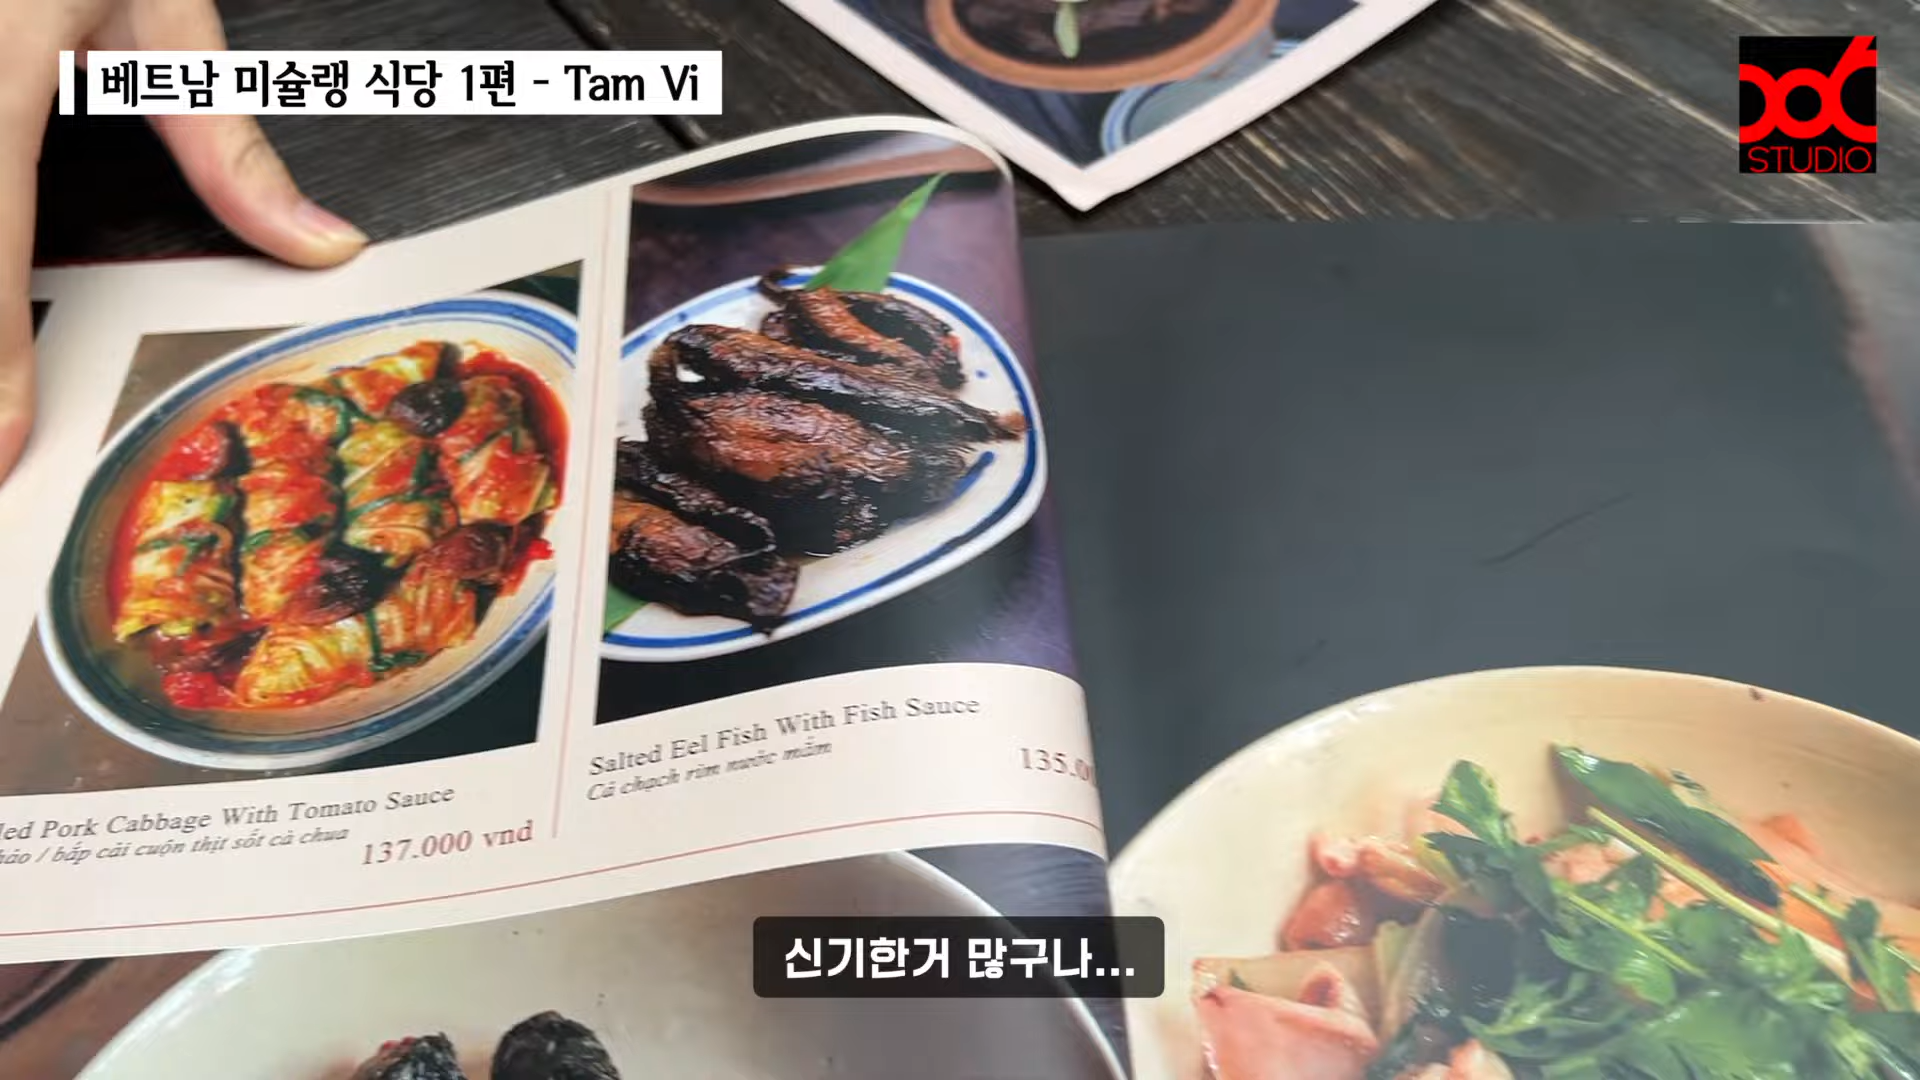 베트남 미슐랭 식당 1편 - Tam Vi
STUDIO
Salted Eel Fish With Fish Sauce
Cá chạch rim nước mắm
Pork Cabbage With Tomato Sauce
/ bắp cải cuộn thịt sốt cà chua
137.000 vnd
신기한거 많구나...